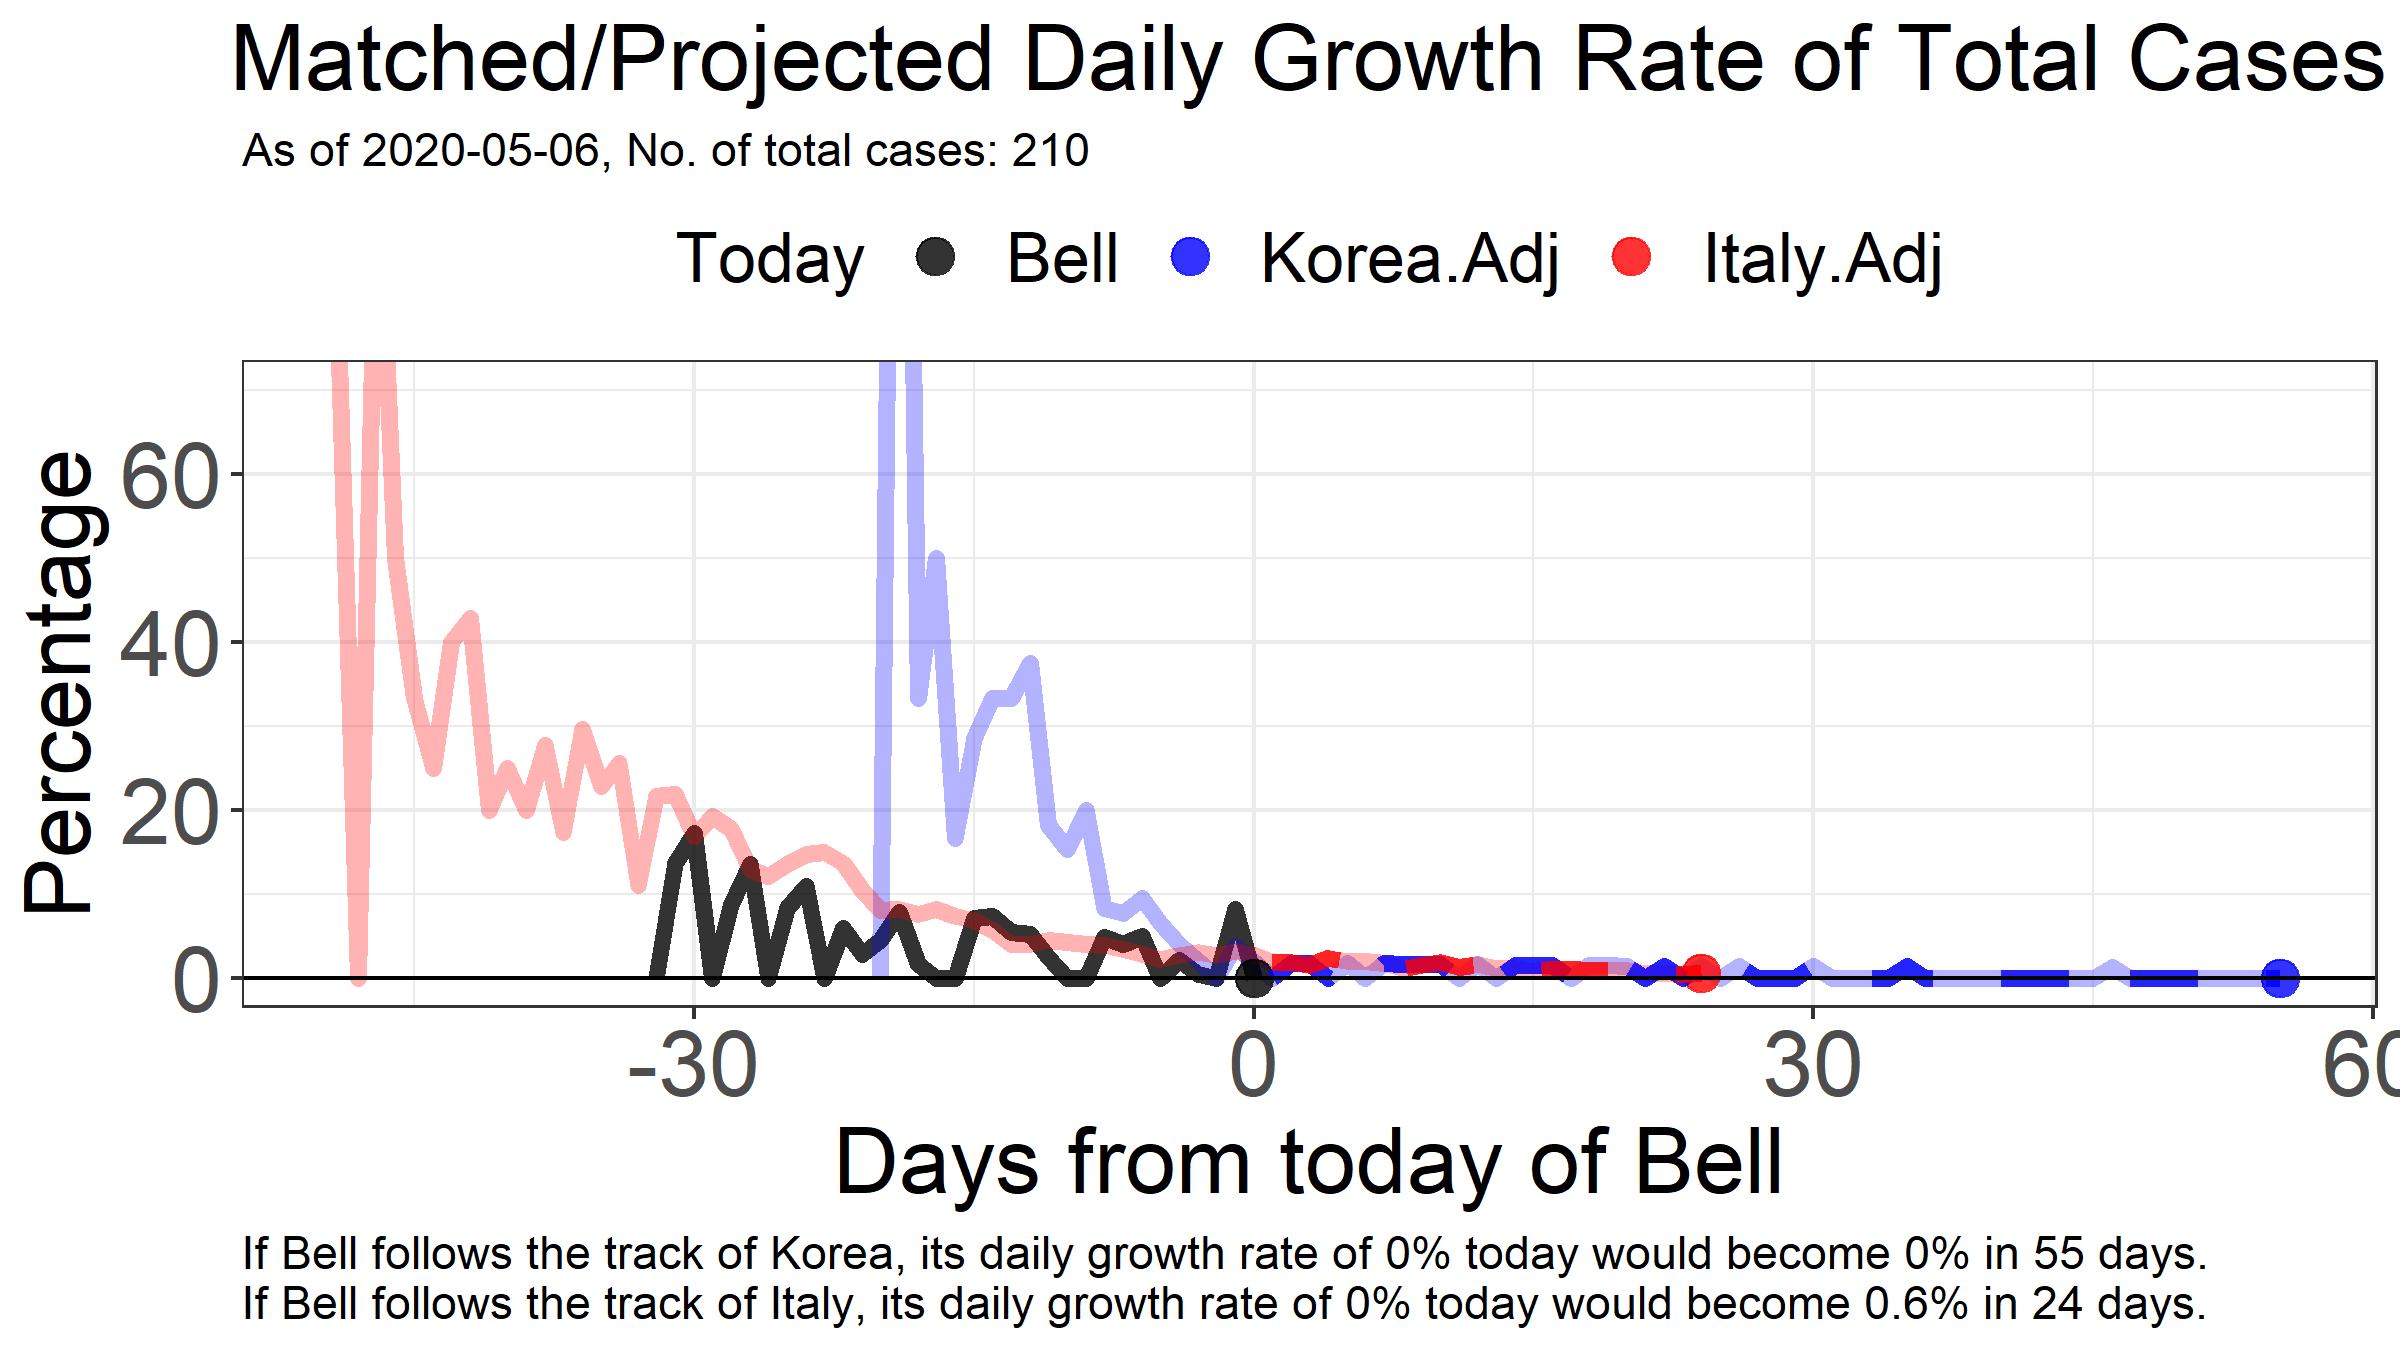 Matched/Projected Daily Growth Rate of Total Cases
As of 2020-05-06, No. of total cases: 210
Today Bell Korea.Adj Italy.Adj
Percentage
60
40
20
0
-30 0 30 60
Days from today of Bell
If Bell follows the track of Korea, its daily growth rate of 0% today would become 0% in 55 days.
If Bell follows the track of Italy, its daily growth rate of 0% today would become 0.6% in 24 days.